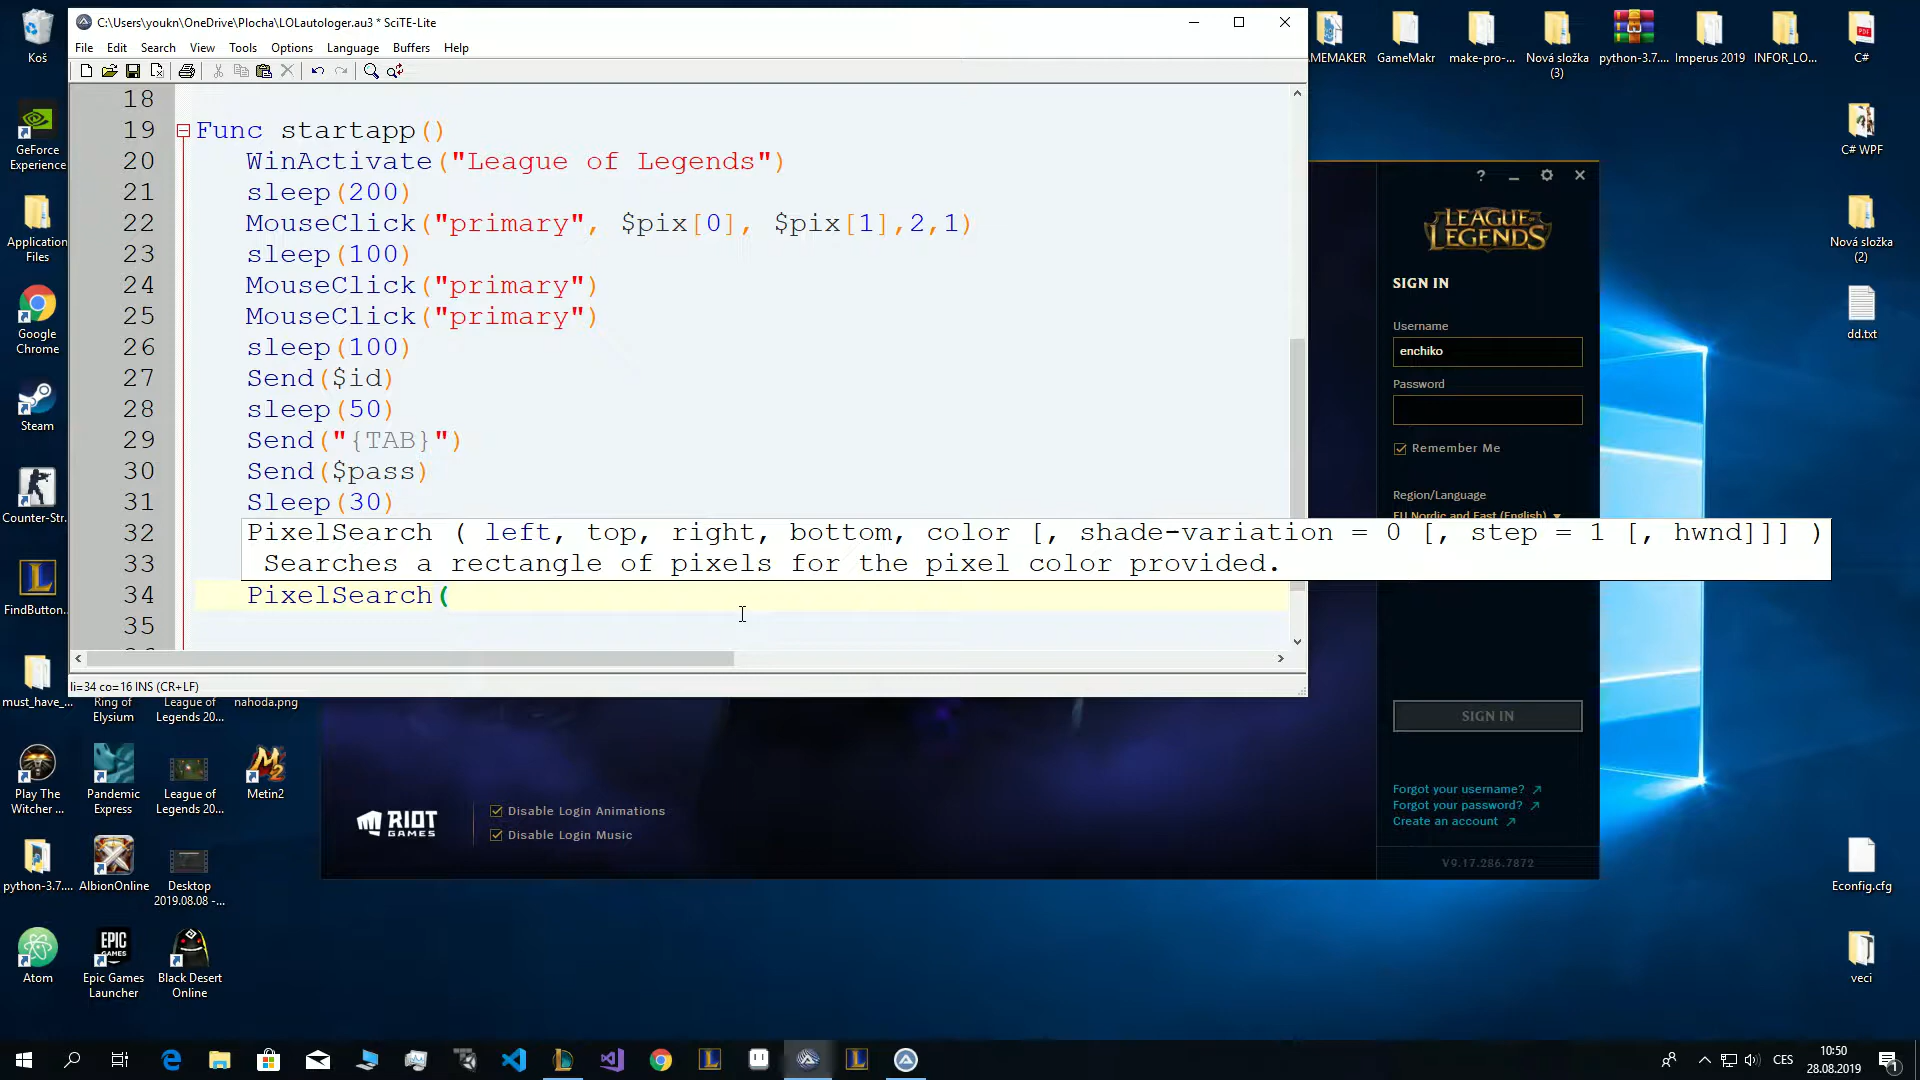 C:\Users\youkn\OneDrive\Plocha\LOLautologer.au3 * SciTE-Lite
File Edit Search View Tools Options Language Buffers Help
18
19 Func startapp()
20 WinActivate("League of Legends")
21 sleep(200)
22 MouseClick("primary", $pix[0], $pix[1],2,1)
23 sleep(100)
24 MouseClick("primary")
25 MouseClick("primary")
26 sleep(100)
27 Send($id)
28 sleep(50)
29 Send("{TAB}")
30 Send($pass)
31 Sleep(30)
32 PixelSearch ( left, top, right, bottom, color [, shade-variation = 0 [, step = 1 [, hwnd]]] )
33 Searches a rectangle of pixels for the pixel color provided.
34 PixelSearch(
35
li=34 co=16 INS (CR+LF)
Koš
GeForce
Experience
Application
Files
Google
Chrome
Steam
Counter-Str...
FindButton...
must_have_...
Ring of
Elysium
League of
Legends 20...
nahoda.png
Play The
Witcher ...
Pandemic
Express
League of
Legends 20...
Metin2
python-3.7....
AlbionOnline
Desktop
2019.08.08 -...
Atom
Epic Games
Launcher
Black Desert
Online
EPIC
GAMES
AMEMAKER
GameMakr
make-pro-...
Nová složka
(3)
python-3.7....
Imperus 2019
INFOR_LO...
C#
C# WPF
Nová složka
(2)
dd.txt
Econfig.cfg
veci
LEAGUE OF
LEGENDS
SIGN IN
Username
enchiko
Password
Remember Me
Region/Language
EU Nordic and East (English)
SIGN IN
Forgot your username?
Forgot your password?
Create an account
V9.17.286.7872
RIOT
GAMES
Disable Login Animations
Disable Login Music
CES
10:50
28.08.2019
1